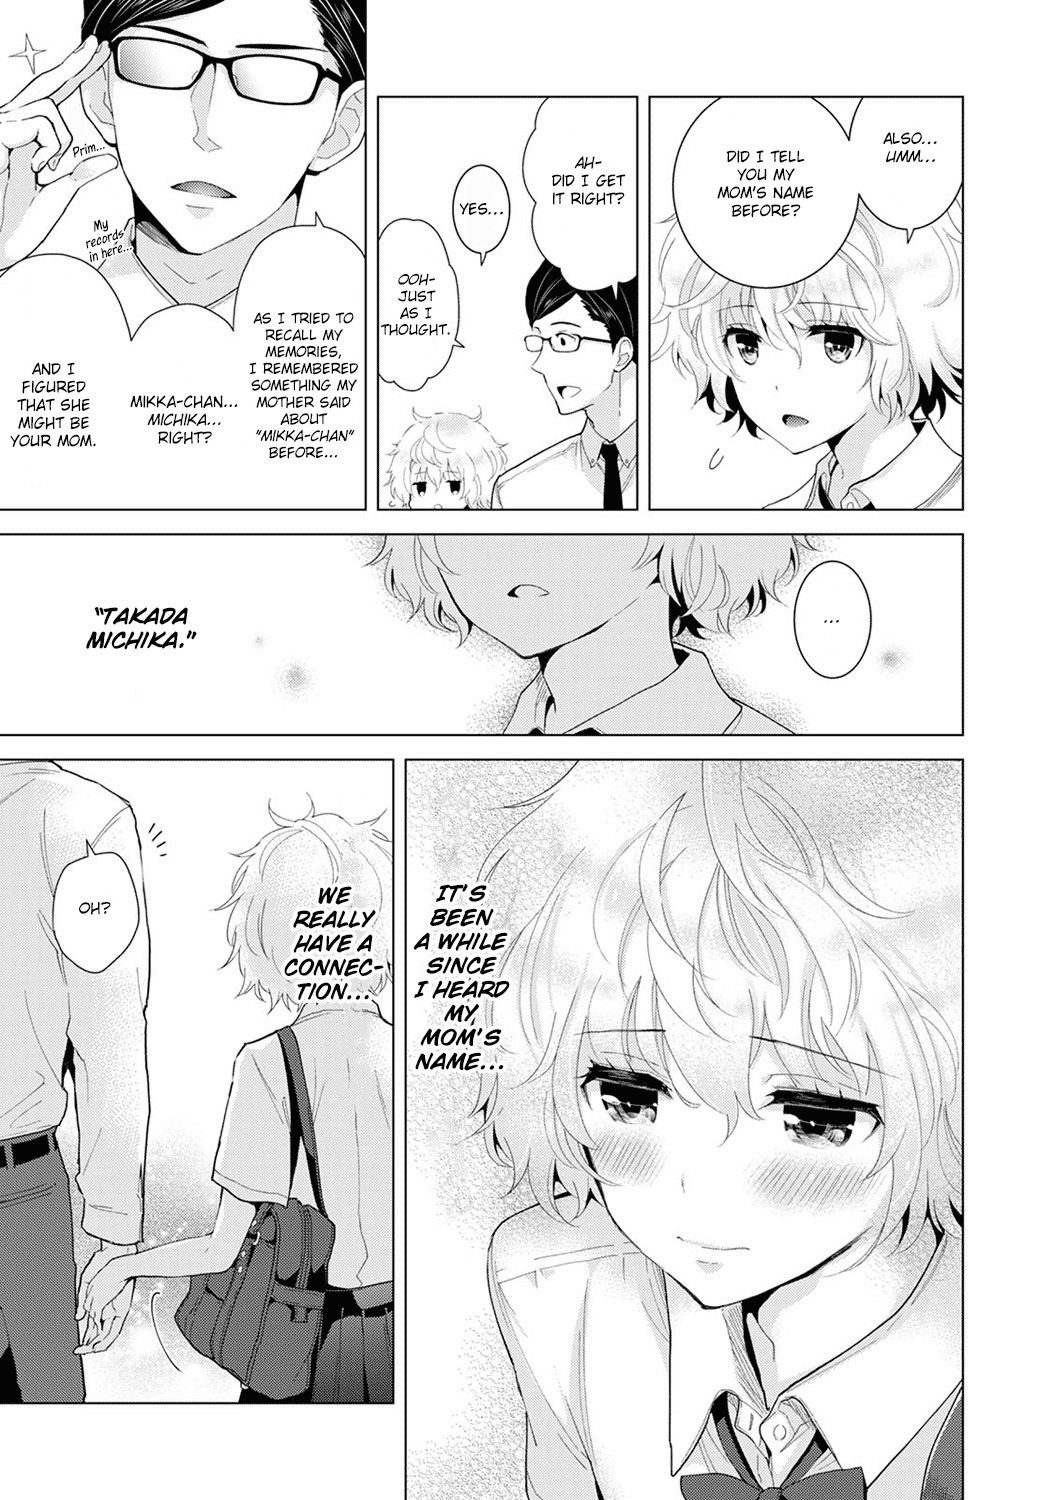 ALSO...
UMM...
DID I TELL
YOU MY
MOM'S NAME
BEFORE?
AH-
DID I GET
IT RIGHT?
YES...
OOH-
JUST
AS I
THOUGHT.
Prim...
My
records
in here...
AS I TRIED TO
RECALL MY
MEMORIES,
I REMEMBERED
SOMETHING MY
MOTHER SAID
ABOUT
"MIKKA-CHAN"
BEFORE...
MIKKA-CHAN...
MICHIKA...
RIGHT?
AND I
FIGURED
THAT SHE
MIGHT BE
YOUR MOM.
...
"TAKADA
MICHIKA."
IT'S
BEEN
A WHILE
SINCE
I HEARD
MY
MOM'S
NAME...
WE
REALLY
HAVE A
CONNEC-
TION...
OH?